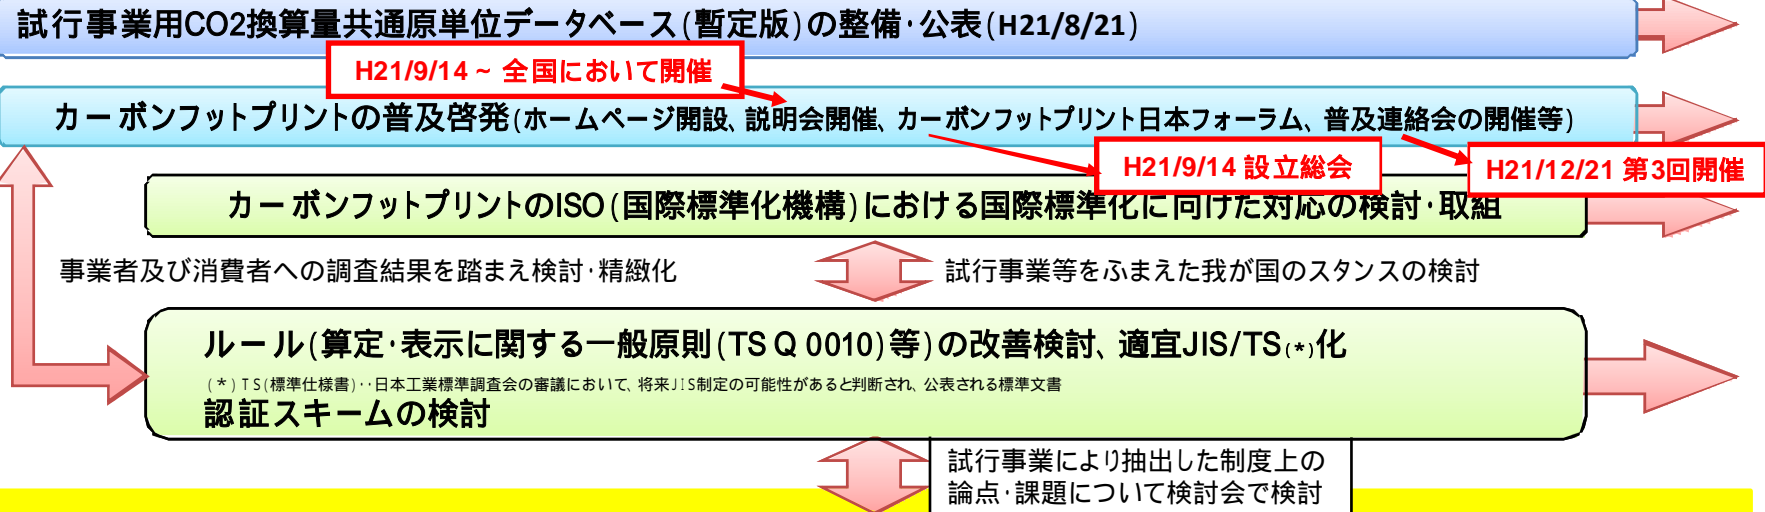 試行事業用CO2換算量共通原単位データベース(暫定版)の整備･公表(H21/8/21)
H21/9/14 ~ 全国において開催
カーボンフットプリントの普及啓発(ホームページ開設、説明会開催、カーボンフットプリント日本フォーラム、普及連絡会の開催等)
H21/9/14 設立総会
H21/12/21 第3回開催
カーボンフットプリントのISO(国際標準化機構)における国際標準化に向けた対応の検討･取組
事業者及び消費者への調査結果を踏まえ検討･精緻化
試行事業等をふまえた我が国のスタンスの検討
ルール(算定･表示に関する一般原則(TS Q 0010)等)の改善検討、適宜JIS/TS(*)化
(*)TS(標準仕様書)･･日本工業標準調査会の審議において、将来JIS制定の可能性があると判断され、公表される標準文書
認証スキームの検討
試行事業により抽出した制度上の
論点･課題について検討会で検討